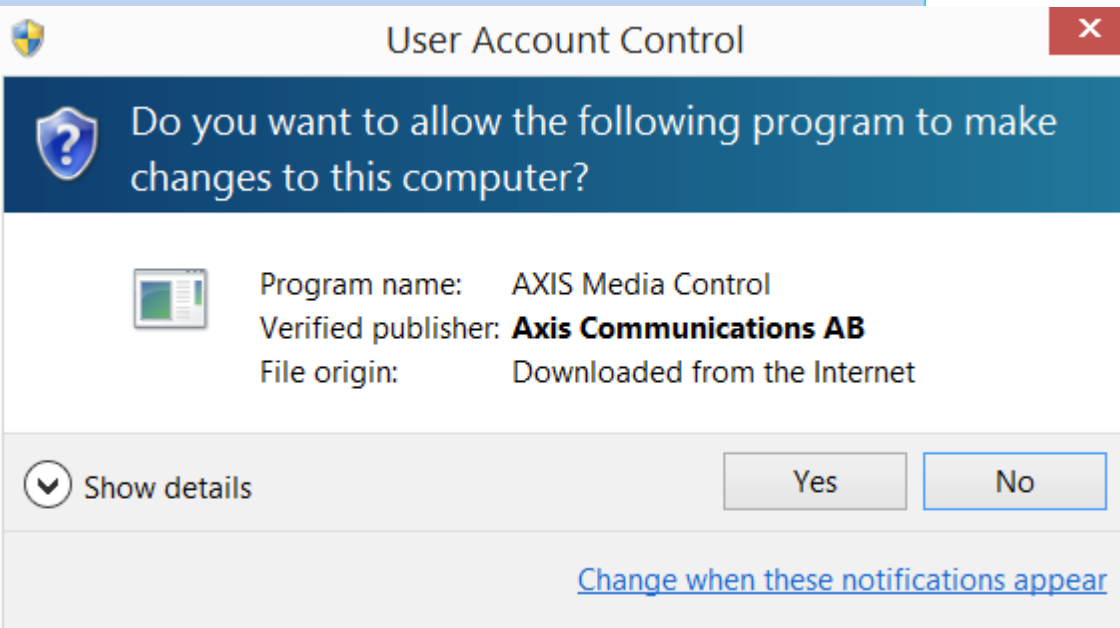 User Account Control
Do you want to allow the following program to make
changes to this computer?
Program name: AXIS Media Control
Verified publisher: Axis Communications AB
File origin: Downloaded from the Internet
Show details
Yes No
Change when these notifications appear